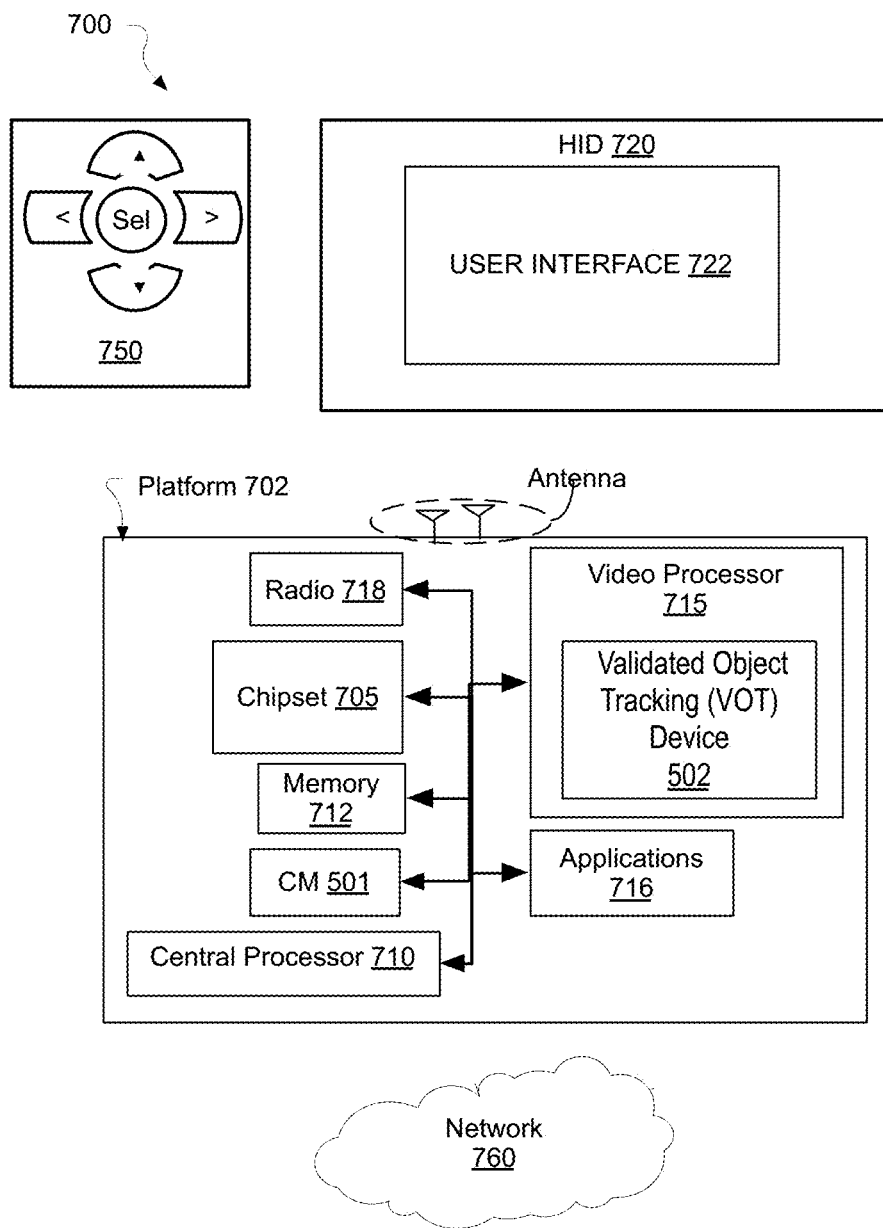 700
HID 720
Sel
< >
USER INTERFACE 722
750
Platform 702
Antenna
Radio 718
Video Processor
715
Chipset 705
Validated Object
Tracking (VOT)
Device
502
Memory
712
Applications
716
CM 501
Central Processor 710
Network
760